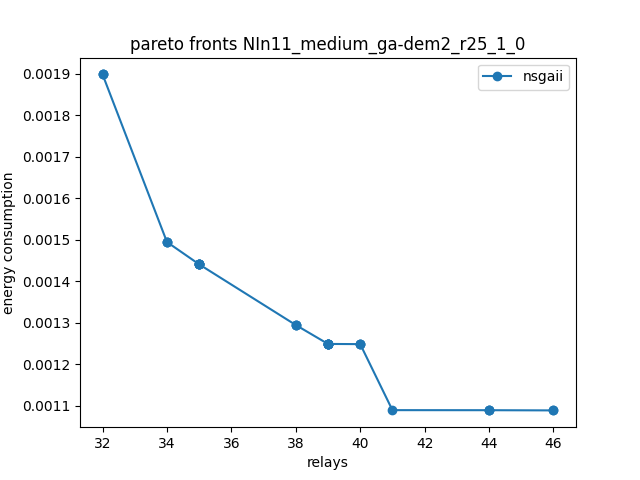 pareto fronts NIn11_medium_ga-dem2_r25_1_0
nsgaii
0.0019
0.0018
0.0017
0.0016
0.0015
0.0014
0.0013
0.0012
0.0011
energy consumption
32 34 36 38 40 42 44 46
relays